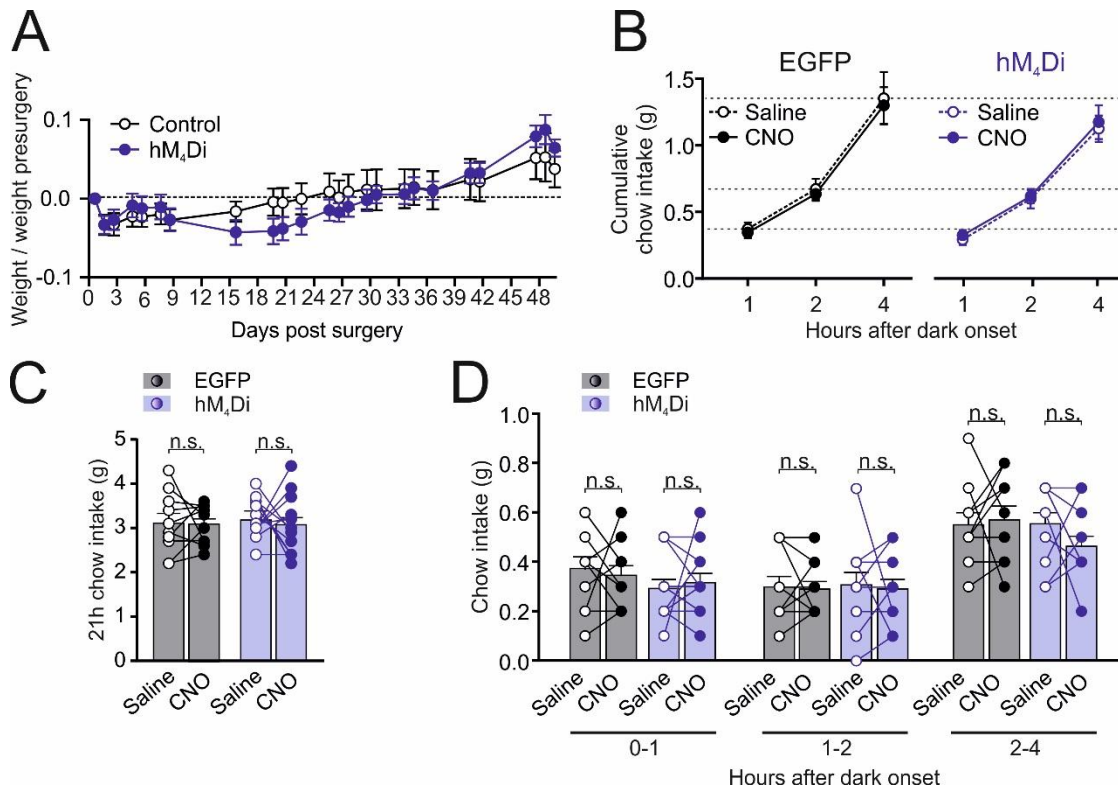 A
Control
hM₄Di
Weight / weight presurgery
0.1
0.0
-0.1
0 3 6 9 12 15 18 21 24 27 30 33 36 39 42 45 48
Days post surgery
B
EGFP hM₄Di
Saline Saline
CNO CNO
Cumulative
chow intake (g)
1.5
1.0
0.5
0.0
1 2 4 1 2 4
Hours after dark onset
C
EGFP
hM₄Di
21h chow intake (g)
5
4
3
2
1
0
n.s. n.s.
Saline CNO Saline CNO
D
EGFP
hM₄Di
Chow intake (g)
1.0
0.8
0.6
0.4
0.2
0.0
n.s. n.s. n.s. n.s. n.s. n.s.
Saline CNO Saline CNO Saline CNO Saline CNO Saline CNO Saline CNO
0-1 1-2 2-4
Hours after dark onset